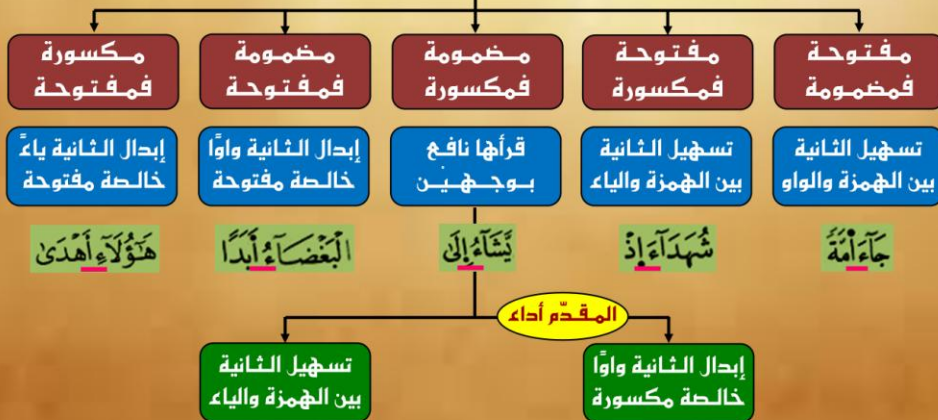 مفتوحة
فمضمومة
مفتوحة
فمكسورة
مضمومة
فمكسورة
مضمومة
فمفتوحة
مكسورة
فمفتوحة
تسهيل الثانية
بين الهمزة والواو
تسهيل الثانية
بين الهمزة والياء
قرأها نافع
بوجهيْن
إبدال الثانية واوًا
خالصة مفتوحة
إبدال الثانية ياءً
خالصة مفتوحة
جَآءَ اُمَّةٗ
شُهَدَآءَ اِذْ
يَّشَآءُ اِلَىٰ
اَلْبَغْضَآءُ اَبَدًا
هَٰٓؤُلَآءِ اَهْدَىٰ
المقدّم أداء
إبدال الثانية واوًا
خالصة مكسورة
تسهيل الثانية
بين الهمزة والياء